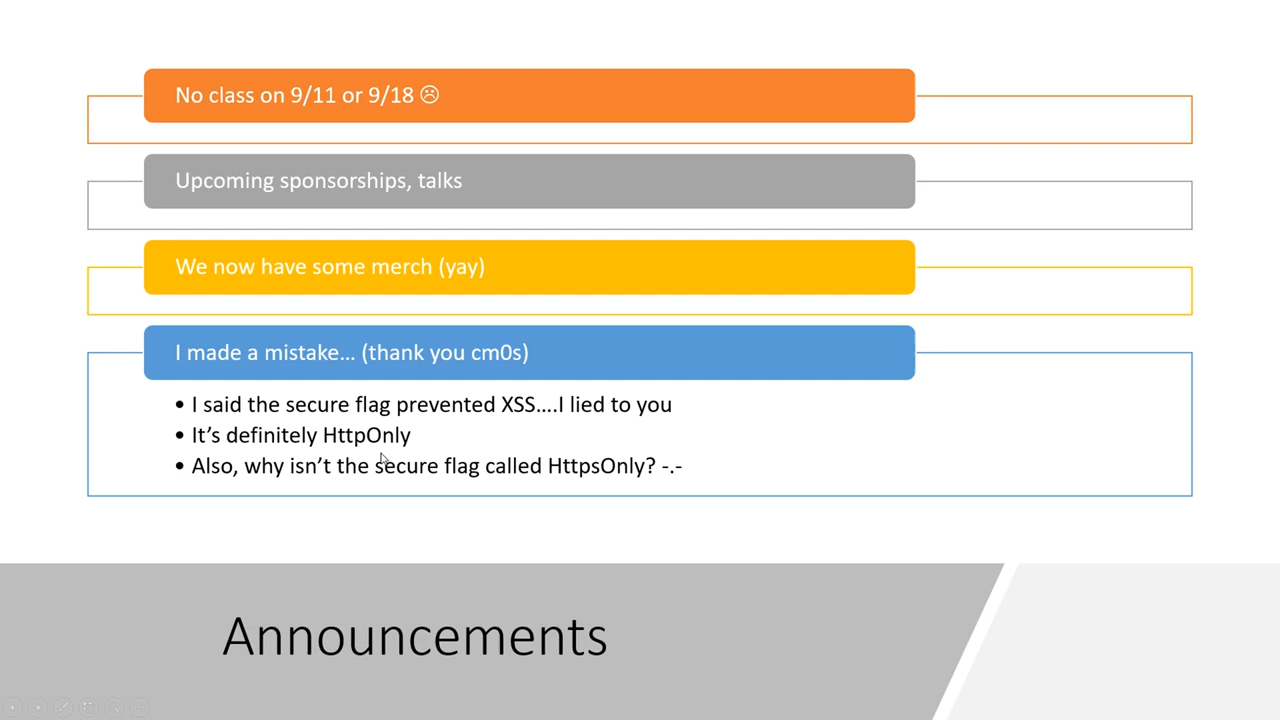 No class on 9/11 or 9/18 ☹
Upcoming sponsorships, talks
We now have some merch (yay)
I made a mistake… (thank you cm0s)
• I said the secure flag prevented XSS….I lied to you
• It’s definitely HttpOnly
• Also, why isn’t the secure flag called HttpsOnly? -.-
Announcements